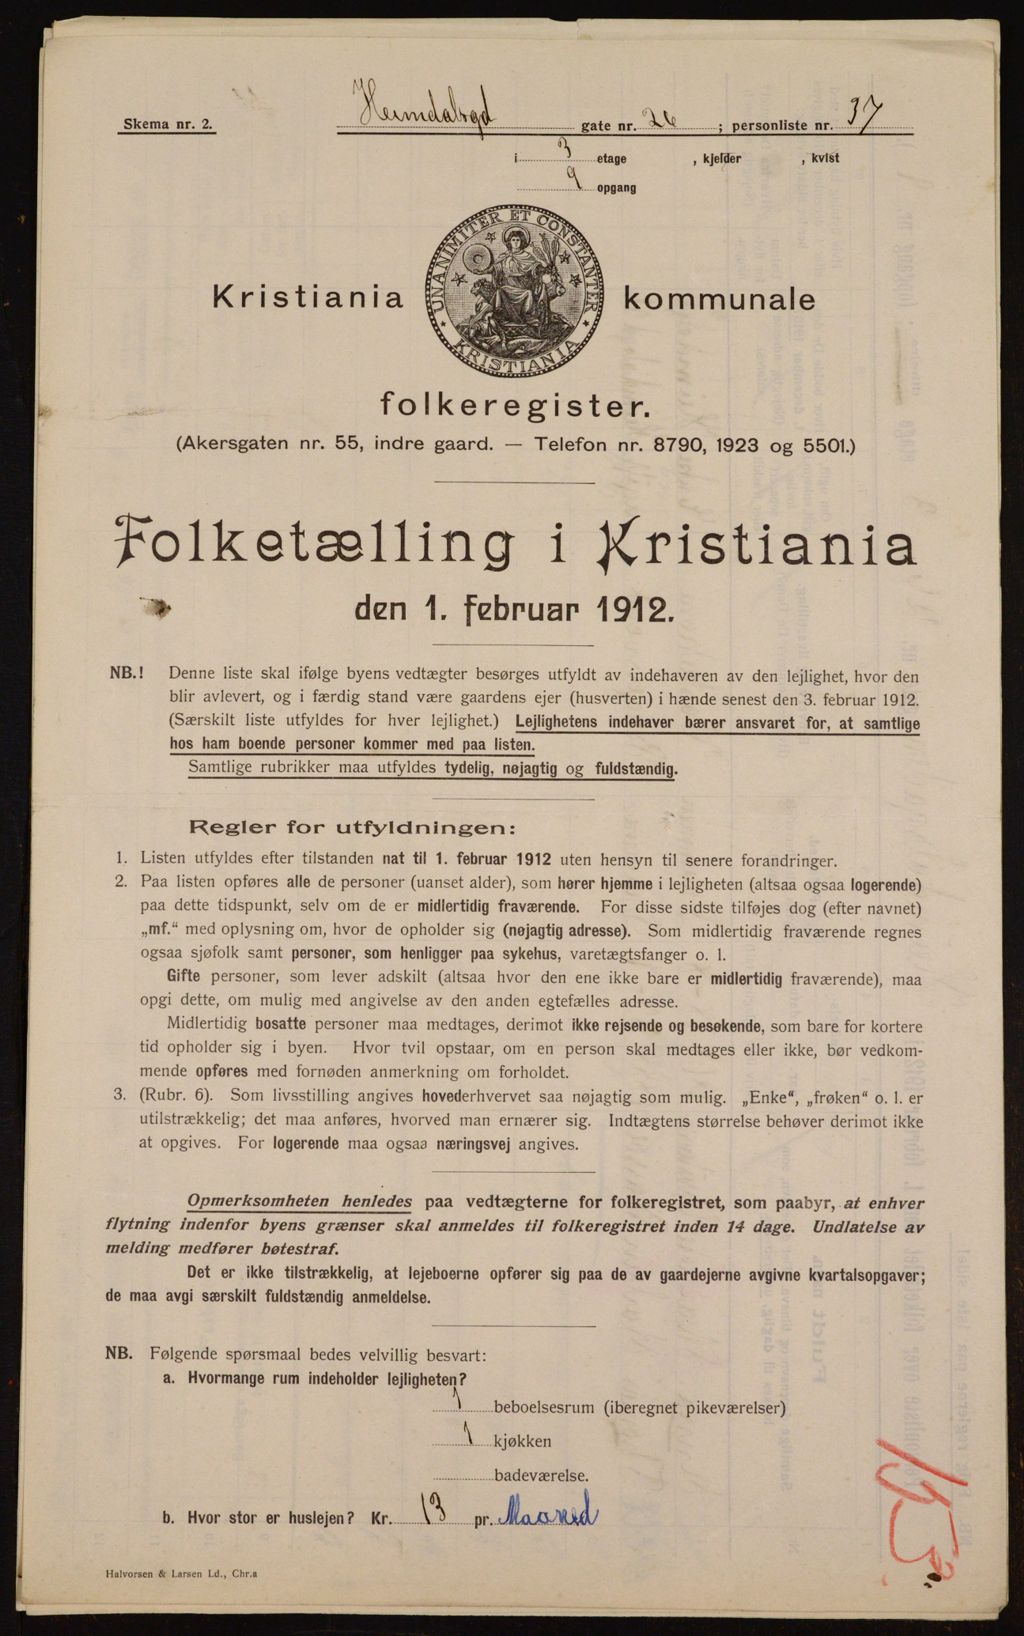 Skema nr. 2.
Heimdalsgd gate nr. 26 ; personliste nr. 37
i 3 etage , kjelder , kvist
9 opgang
UNANIMITER ET CONSTANTER
KRISTIANIA
Kristiania kommunale
folkeregister.
(Akersgaten nr. 55, indre gaard. — Telefon nr. 8790, 1923 og 5501.)
Folketælling i Kristiania
den 1. februar 1912.
NB.! Denne liste skal ifølge byens vedtægter besørges utfyldt av indehaveren av den lejlighet, hvor den
blir avlevert, og i færdig stand være gaardens ejer (husverten) i hænde senest den 3. februar 1912.
(Særskilt liste utfyldes for hver lejlighet.) Lejlighetens indehaver bærer ansvaret for, at samtlige
hos ham boende personer kommer med paa listen.
Samtlige rubrikker maa utfyldes tydelig, nøjagtig og fuldstændig.
Regler for utfyldningen:
1. Listen utfyldes efter tilstanden nat til 1. februar 1912 uten hensyn til senere forandringer.
2. Paa listen opføres alle de personer (uanset alder), som hører hjemme i lejligheten (altsaa ogsaa logerende)
paa dette tidspunkt, selv om de er midlertidig fraværende. For disse sidste tilføjes dog (efter navnet)
„mf.“ med oplysning om, hvor de opholder sig (nøjagtig adresse). Som midlertidig fraværende regnes
ogsaa sjøfolk samt personer, som henligger paa sykehus, varetægtsfanger o. l.
Gifte personer, som lever adskilt (altsaa hvor den ene ikke bare er midlertidig fraværende), maa
opgi dette, om mulig med angivelse av den anden egtefælles adresse.
Midlertidig bosatte personer maa medtages, derimot ikke rejsende og besøkende, som bare for kortere
tid opholder sig i byen. Hvor tvil opstaar, om en person skal medtages eller ikke, bør vedkom-
mende opføres med fornøden anmerkning om forholdet.
3. (Rubr. 6). Som livsstilling angives hovederhvervet saa nøjagtig som mulig. „Enke“, „frøken“ o. l. er
utilstrækkelig; det maa anføres, hvorved man ernærer sig. Indtægtens størrelse behøver derimot ikke
at opgives. For logerende maa ogsaa næringsvej angives.
Opmerksomheten henledes paa vedtægterne for folkeregistret, som paabyr, at enhver
flytning indenfor byens grænser skal anmeldes til folkeregistret inden 14 dage. Undlatelse av
melding medfører bøtestraf.
Det er ikke tilstrækkelig, at lejeboerne opfører sig paa de av gaardejerne avgivne kvartalsopgaver;
de maa avgi særskilt fuldstændig anmeldelse.
NB. Følgende spørsmaal bedes velvillig besvart:
a. Hvormange rum indeholder lejligheten?
1 beboelsesrum (iberegnet pikeværelser)
1 kjøkken
badeværelse.
b. Hvor stor er huslejen? Kr. 13 pr. Maaned
Halvorsen & Larsen Ld., Chr.a